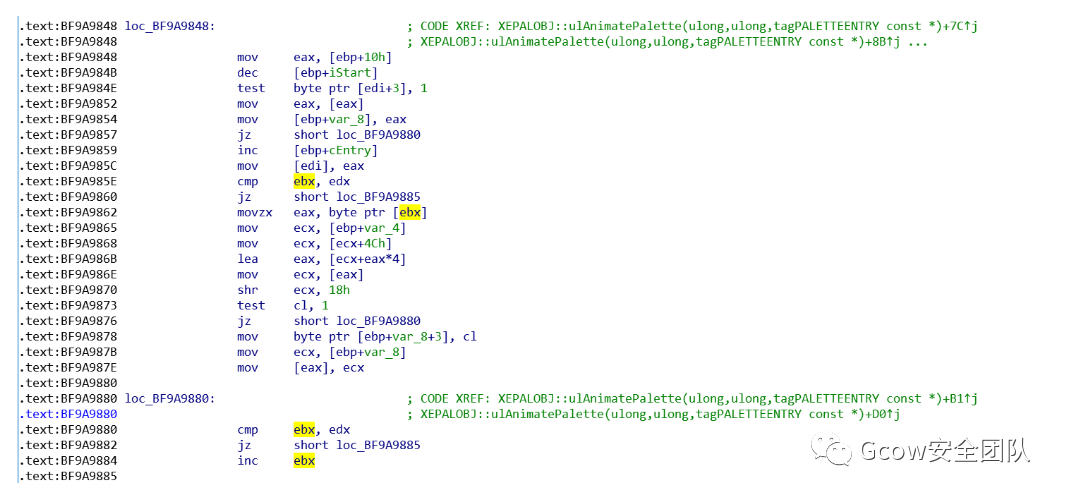 .text:BF9A9848 loc_BF9A9848: ; CODE XREF: XEPALOBJ::ulAnimatePalette(ulong,ulong,tagPALETTEENTRY const *)+7C↑j
.text:BF9A9848 ; XEPALOBJ::ulAnimatePalette(ulong,ulong,tagPALETTEENTRY const *)+8B↑j ...
.text:BF9A9848 mov eax, [ebp+10h]
.text:BF9A984B dec [ebp+iStart]
.text:BF9A984E test byte ptr [edi+3], 1
.text:BF9A9852 mov eax, [eax]
.text:BF9A9854 mov [ebp+var_8], eax
.text:BF9A9857 jz short loc_BF9A9880
.text:BF9A9859 inc [ebp+cEntry]
.text:BF9A985C mov [edi], eax
.text:BF9A985E cmp ebx, edx
.text:BF9A9860 jz short loc_BF9A9885
.text:BF9A9862 movzx eax, byte ptr [ebx]
.text:BF9A9865 mov ecx, [ebp+var_4]
.text:BF9A9868 mov ecx, [ecx+4Ch]
.text:BF9A986B lea eax, [ecx+eax*4]
.text:BF9A986E mov ecx, [eax]
.text:BF9A9870 shr ecx, 18h
.text:BF9A9873 test cl, 1
.text:BF9A9876 jz short loc_BF9A9880
.text:BF9A9878 mov byte ptr [ebp+var_8+3], cl
.text:BF9A987B mov ecx, [ebp+var_8]
.text:BF9A987E mov [eax], ecx
.text:BF9A9880
.text:BF9A9880 loc_BF9A9880: ; CODE XREF: XEPALOBJ::ulAnimatePalette(ulong,ulong,tagPALETTEENTRY const *)+B1↑j
.text:BF9A9880 ; XEPALOBJ::ulAnimatePalette(ulong,ulong,tagPALETTEENTRY const *)+D0↑j
.text:BF9A9880 cmp ebx, edx
.text:BF9A9882 jz short loc_BF9A9885
.text:BF9A9884 inc ebx
.text:BF9A9885
Gcow安全团队